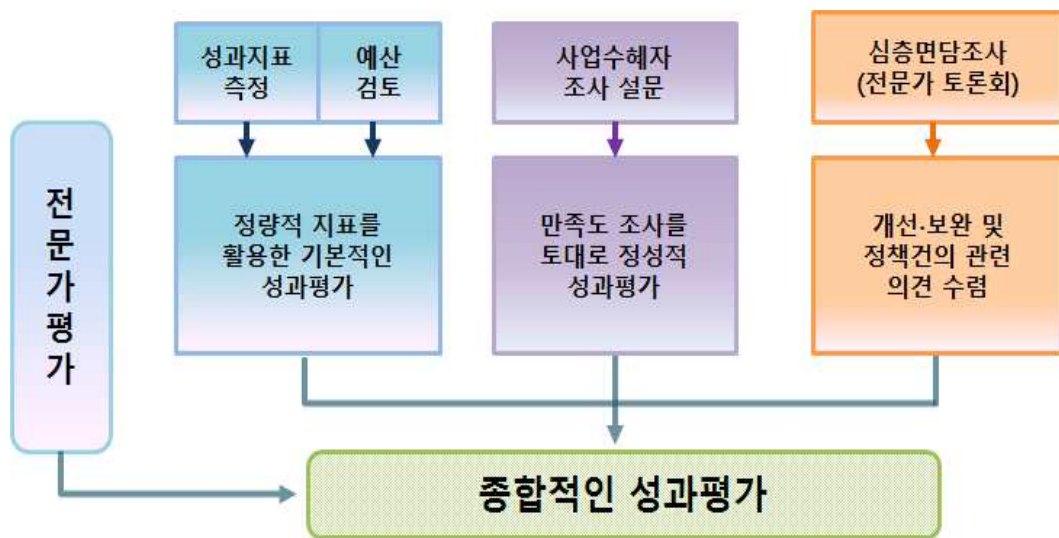 성과지표
측정
예산
검토
사업수혜자
조사 설문
심층면담조사
(전문가 토론회)
전
문
가
평
가
정량적 지표를
활용한 기본적인
성과평가
만족도 조사를
토대로 정성적
성과평가
개선·보완 및
정책건의 관련
의견 수렴
종합적인 성과평가